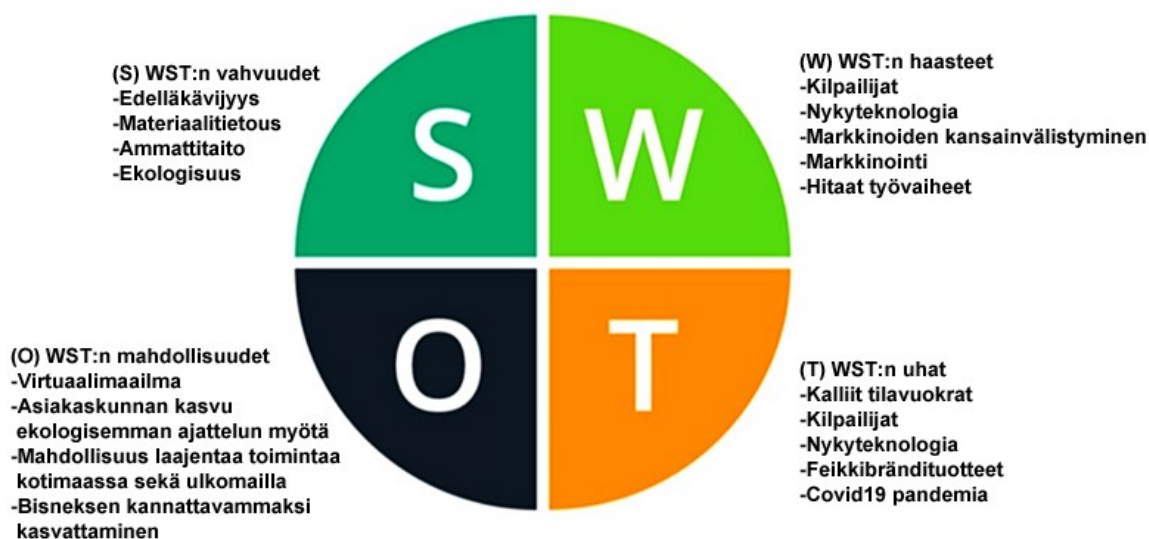 (S) WST:n vahvuudet
-Edelläkävijyys
-Materiaalitietous
-Ammattitaito
-Ekologisuus
S
(W) WST:n haasteet
-Kilpailijat
-Nykyteknologia
-Markkinoiden kansainvälistyminen
-Markkinointi
-Hitaat työvaiheet
W
(O) WST:n mahdollisuudet
-Virtuaalimaailma
-Asiakaskunnan kasvu
ekologisemman ajattelun myötä
-Mahdollisuus laajentaa toimintaa
kotimaassa sekä ulkomailla
-Bisneksen kannattavammaksi
kasvattaminen
O
(T) WST:n uhat
-Kalliit tilavuokrat
-Kilpailijat
-Nykyteknologia
-Feikkibrändituotteet
-Covid19 pandemia
T